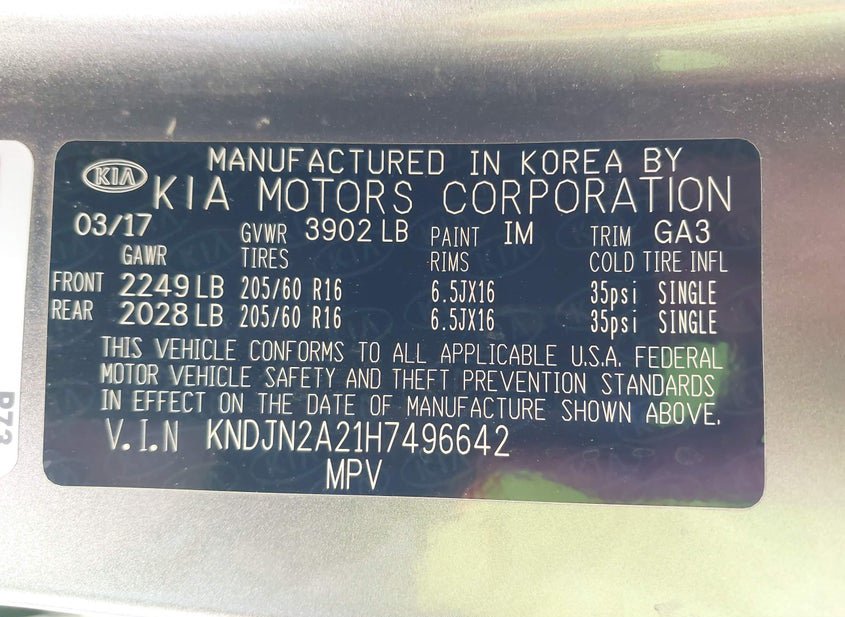 MANUFACTURED IN KOREA BY
KIA KIA MOTORS CORPORATION
03/17 GVWR 3902 LB PAINT IM TRIM GA3
GAWR TIRES RIMS COLD TIRE INFL
FRONT 2249 LB 205/60 R16 6.5JX16 35psi SINGLE
REAR 2028 LB 205/60 R16 6.5JX16 35psi SINGLE
THIS VEHICLE CONFORMS TO ALL APPLICABLE U.S.A. FEDERAL
MOTOR VEHICLE SAFETY AND THEFT PREVENTION STANDARDS
IN EFFECT ON THE DATE OF MANUFACTURE SHOWN ABOVE.
V.I.N KNDJN2A21H7496642
MPV